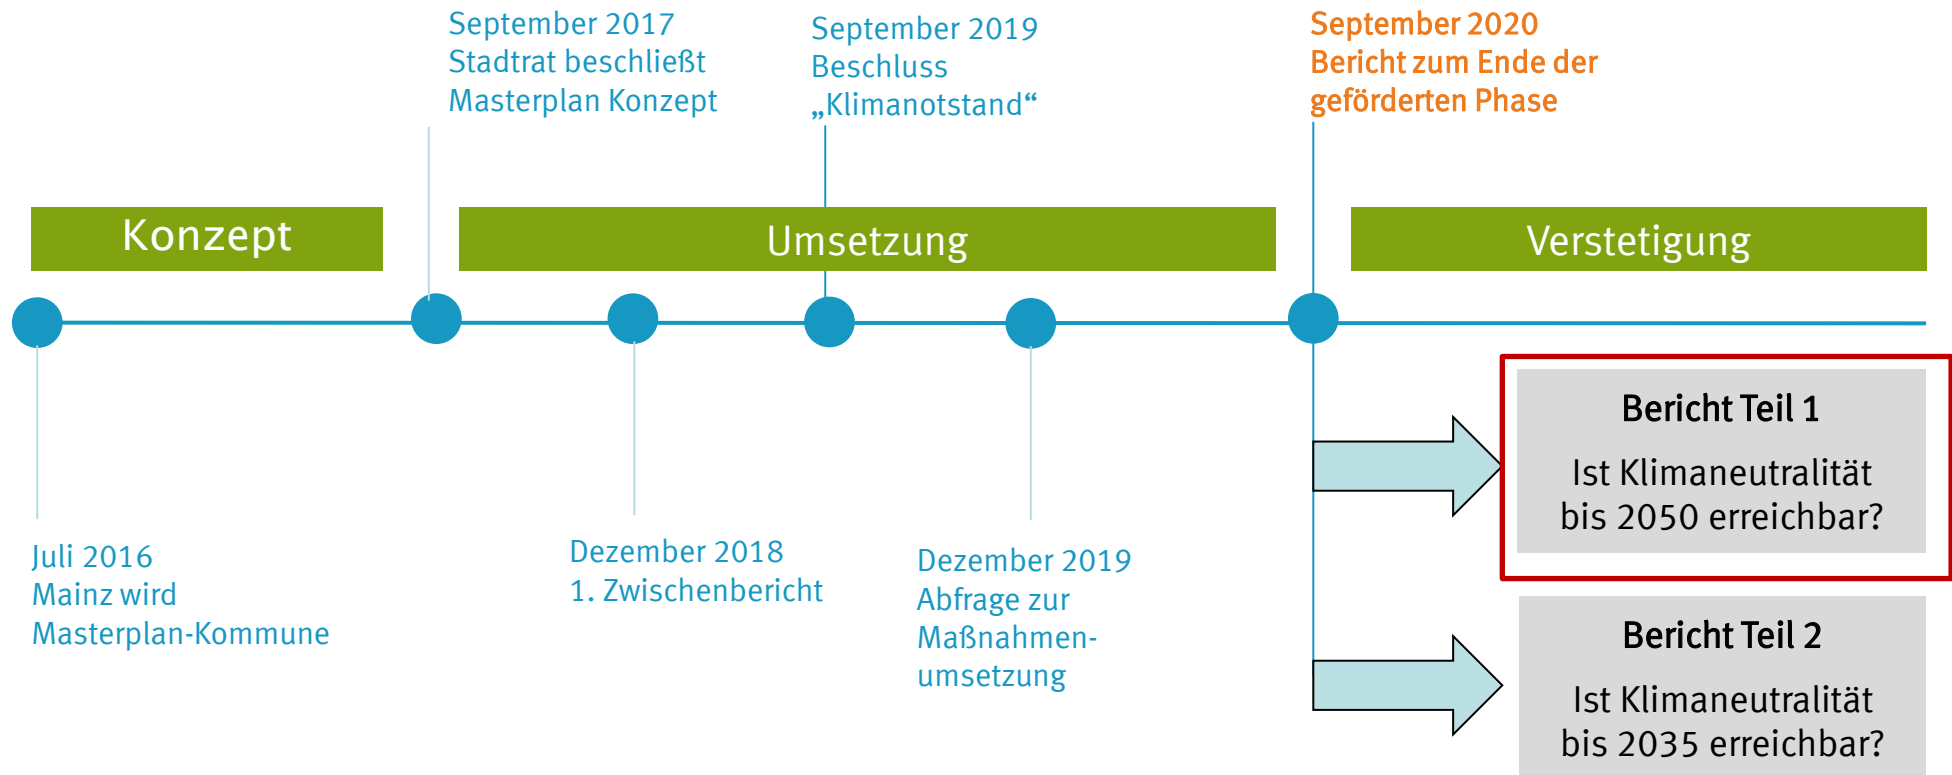 September 2017
Stadtrat beschließt
Masterplan Konzept
September 2019
Beschluss
„Klimanotstand“
September 2020
Bericht zum Ende der
geförderten Phase
Konzept
Umsetzung
Verstetigung
Juli 2016
Mainz wird
Masterplan-Kommune
Dezember 2018
1. Zwischenbericht
Dezember 2019
Abfrage zur
Maßnahmen-
umsetzung
Bericht Teil 1
Ist Klimaneutralität
bis 2050 erreichbar?
Bericht Teil 2
Ist Klimaneutralität
bis 2035 erreichbar?